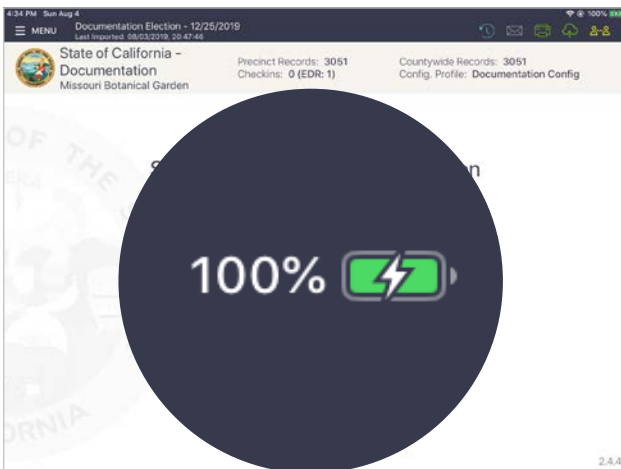 4:34 PM Sun Aug 4
100%
MENU
Documentation Election - 12/25/2019
Last Imported: 08/03/2019, 20:47:46
State of California –
Documentation
Missouri Botanical Garden
Precinct Records: 3051
Checkins: 0 (EDR: 1)
Countywide Records: 3051
Config. Profile: Documentation Config
100%
2.4.4